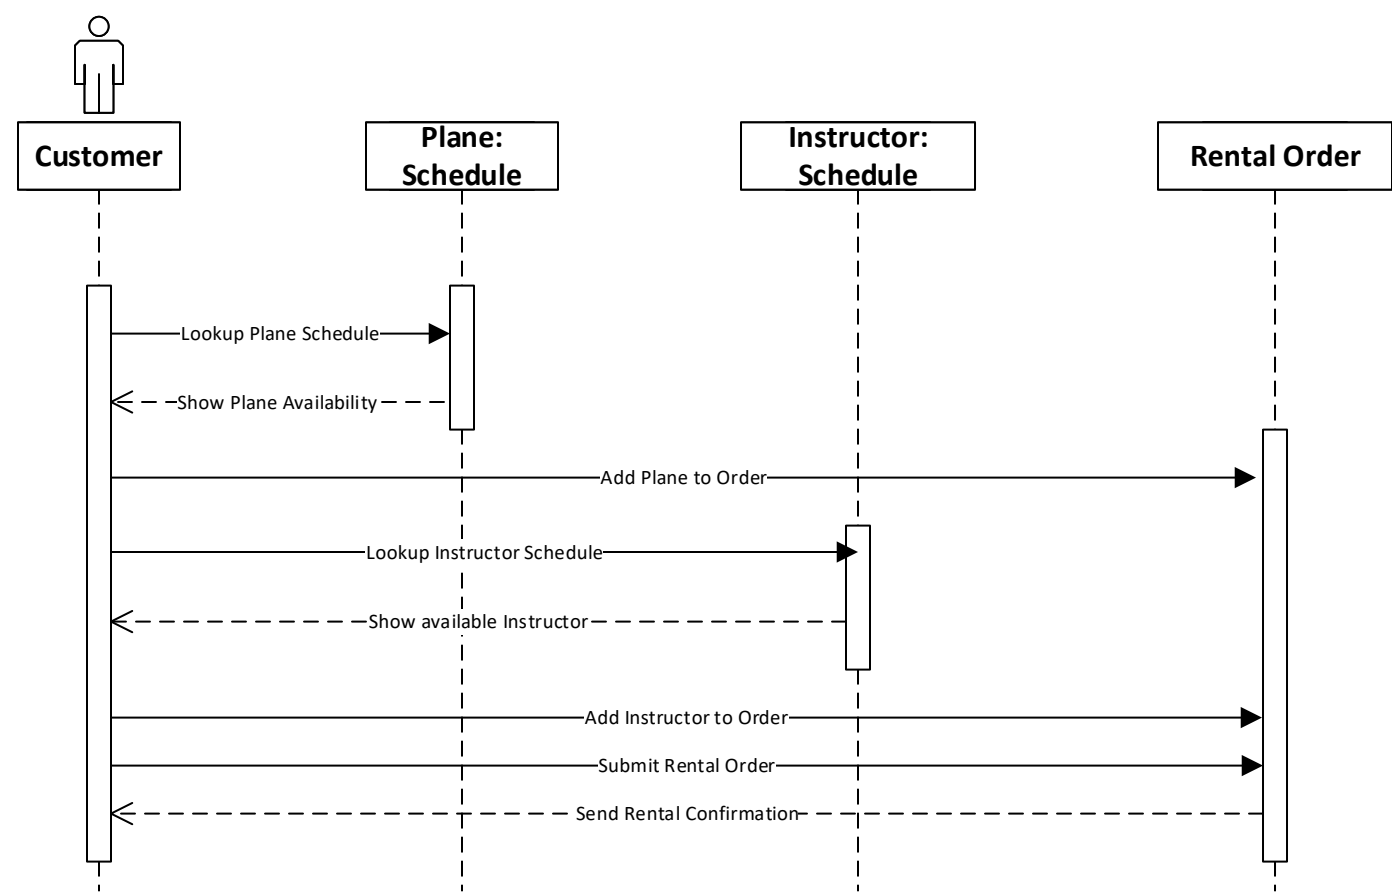 Customer
Plane:
Schedule
Instructor:
Schedule
Rental Order
Lookup Plane Schedule
Show Plane Availability
Add Plane to Order
Lookup Instructor Schedule
Show available Instructor
Add Instructor to Order
Submit Rental Order
Send Rental Confirmation